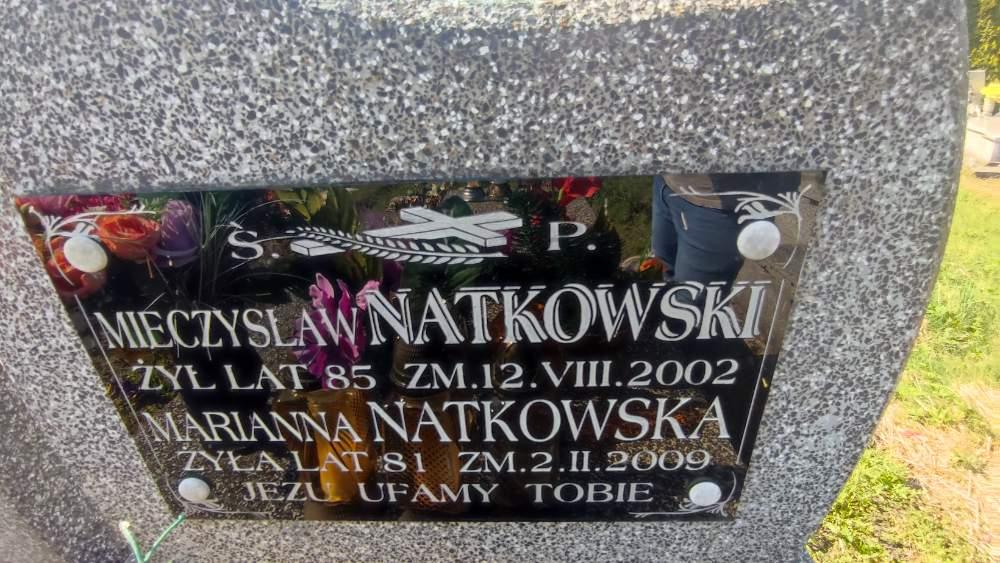 Ś. P.
MIECZYSŁAW NATKOWSKI
ŻYŁ LAT 85 ZM. 12. VIII. 2002
MARIANNA NATKOWSKA
ŻYŁA LAT 81 ZM. 2. II. 2009
JEZU UFAMY TOBIE